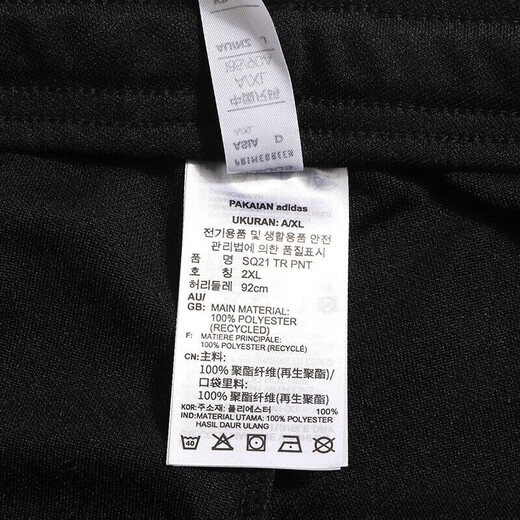 PAKAIAN adidas
UKURAN: A/XL
전기용품 및 생활용품 안전
관리법에 의한 품질표시
품 명 SQ21 TR PNT
호 칭 2XL
허리둘레 92cm
AU/
GB: MAIN MATERIAL:
100% POLYESTER
(RECYCLED)
F: MATIERE PRINCIPALE:
100% POLYESTER (RECYCLÉ)
CN: 主料:
100% 聚酯纤维(再生聚酯)/
口袋里料:
100% 聚酯纤维(再生聚酯)
KOR: 주소재: 폴리에스터 100%
IND: MATERIAL UTAMA: 100% POLYESTER
HASIL DAUR ULANG
40